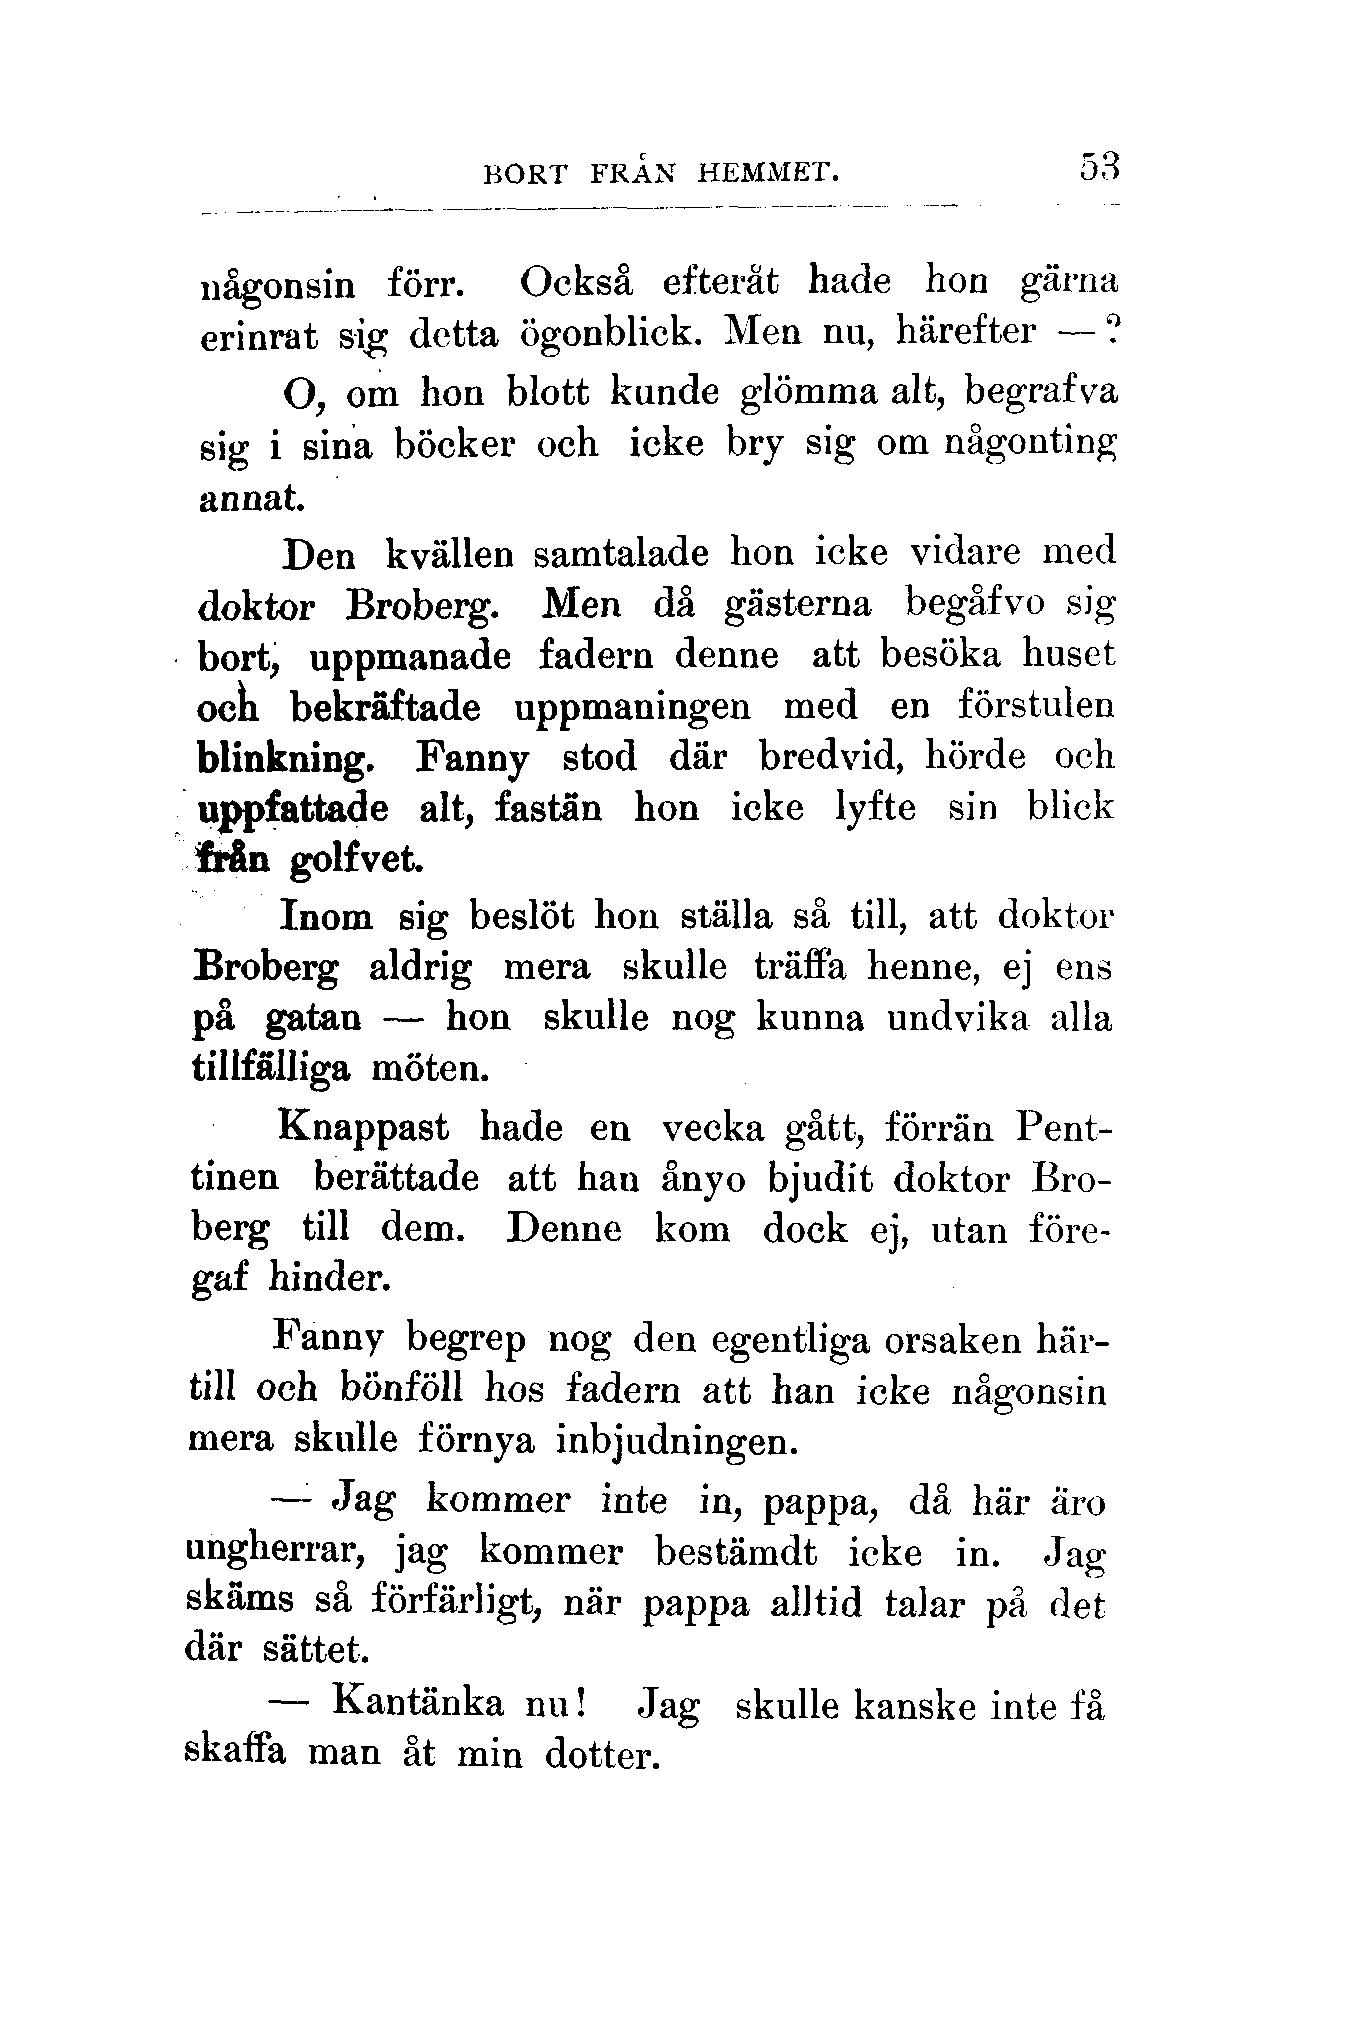 BORT FRÅN HEMMET. 53
någonsin förr. Också efteråt hade hon gärna
erinrat sig detta ögonblick. Men nu, härefter — ?
O, om hon blott kunde glömma alt, begrafva
sig i sina böcker och icke bry sig om någonting
annat.
Den kvällen samtalade hon icke vidare med
doktor Broberg. Men då gästerna begåfvo sig
bort, uppmanade fadern denne att besöka huset
och bekräftade uppmaningen med en förstulen
blinkning. Fanny stod där bredvid, hörde och
uppfattade alt, fastän hon icke lyfte sin blick
från golfvet.
Inom sig beslöt hon ställa så till, att doktor
Broberg aldrig mera skulle träffa henne, ej ens
på gatan — hon skulle nog kunna undvika alla
tillfälliga möten.
Knappast hade en vecka gått, förrän Pent-
tinen berättade att han ånyo bjudit doktor Bro-
berg till dem. Denne kom dock ej, utan före-
gaf hinder.
Fanny begrep nog den egentliga orsaken här-
till och bönföll hos fadern att han icke någonsin
mera skulle förnya inbjudningen.
— Jag kommer inte in, pappa, då här äro
ungherrar, jag kommer bestämdt icke in. Jag
skäms så förfärligt, när pappa alltid talar på det
där sättet.
— Kantänka nu! Jag skulle kanske inte få
skaffa man åt min dotter.